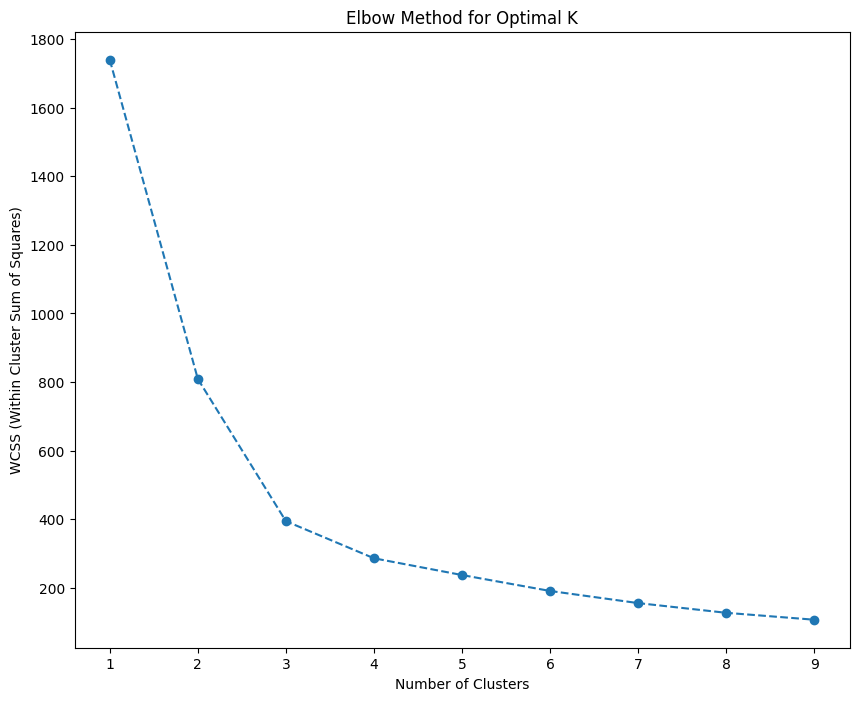 Elbow Method for Optimal K
WCSS (Within Cluster Sum of Squares)
1800
1600
1400
1200
1000
800
600
400
200
1 2 3 4 5 6 7 8 9
Number of Clusters